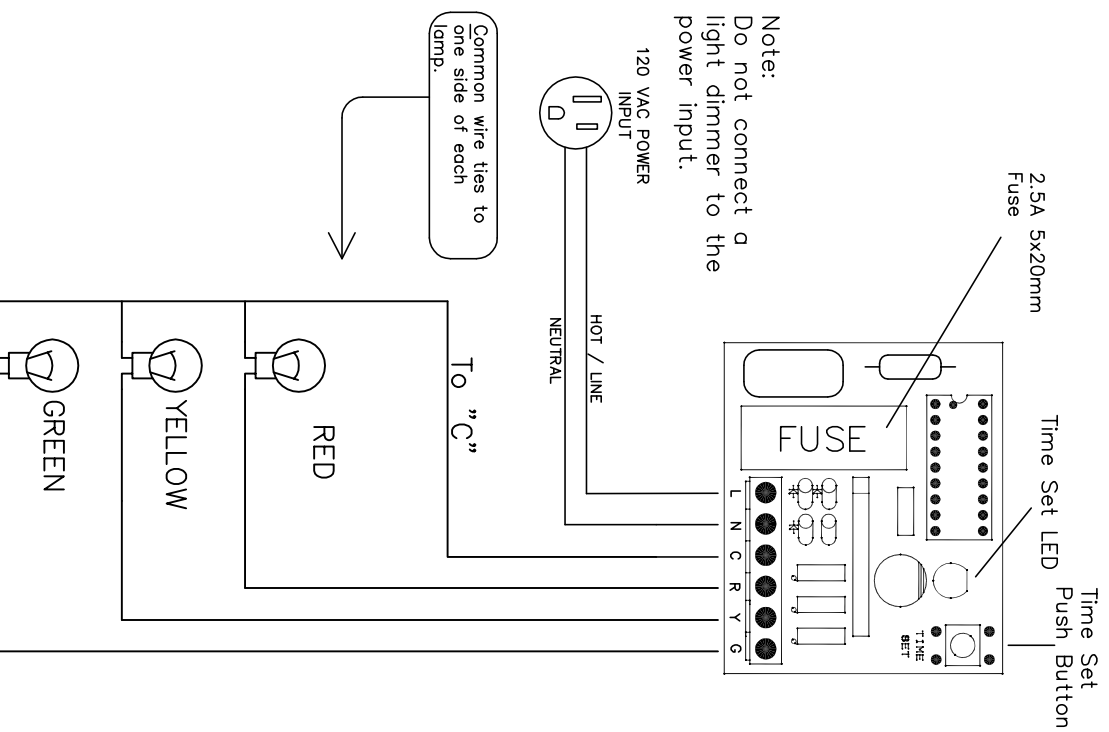 Note:
Do not connect a
light dimmer to the
power input.
2.5A 5x20mm
Fuse
120 VAC POWER
INPUT
Common wire ties to
one side of each
lamp.
HOT / LINE
NEUTRAL
Time Set LED
Time Set
Push Button
FUSE
TIME
SET
L
N
C
R
Y
G
To "C"
RED
YELLOW
GREEN